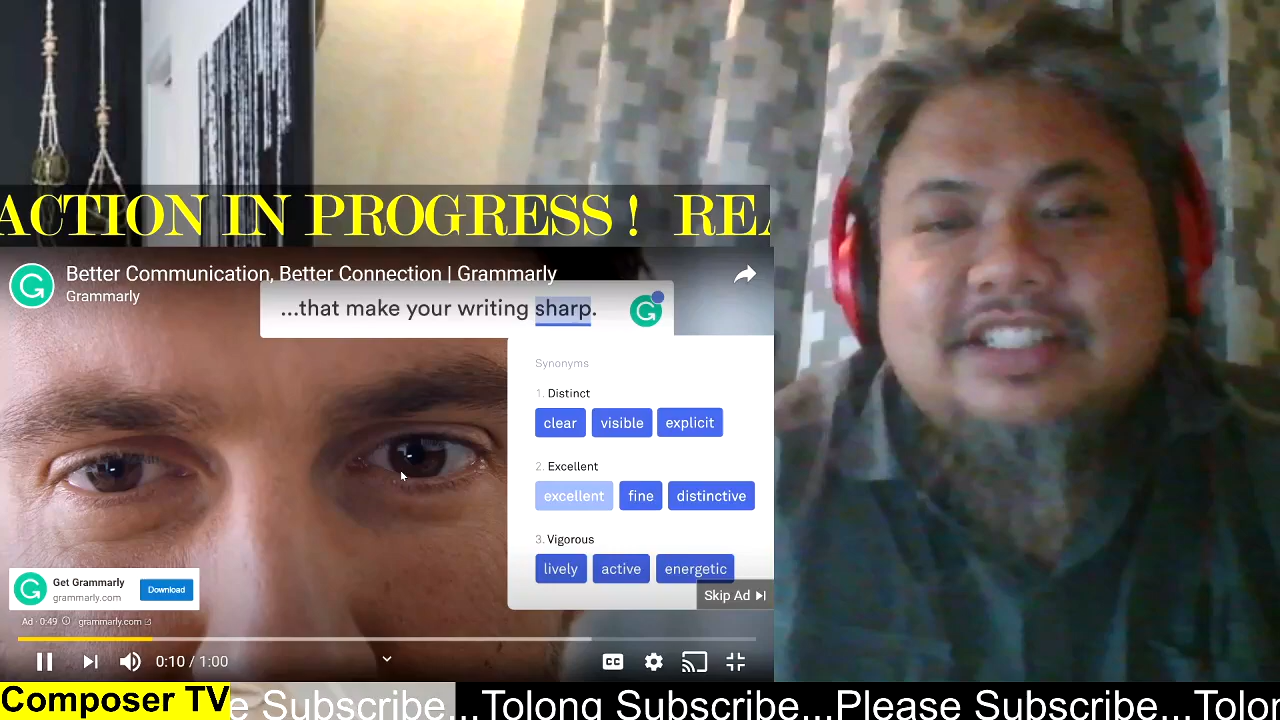 ACTION IN PROGRESS ! REA
Better Communication, Better Connection | Grammarly
Grammarly
...that make your writing sharp.
Synonyms
1. Distinct
clear visible explicit
2. Excellent
excellent fine distinctive
3. Vigorous
lively active energetic
Get Grammarly
grammarly.com
Download
Skip Ad
Ad · 0:49 grammarly.com
0:10 / 1:00
CC
Composer TV
e Subscribe...Tolong Subscribe...Please Subscribe...Tolon